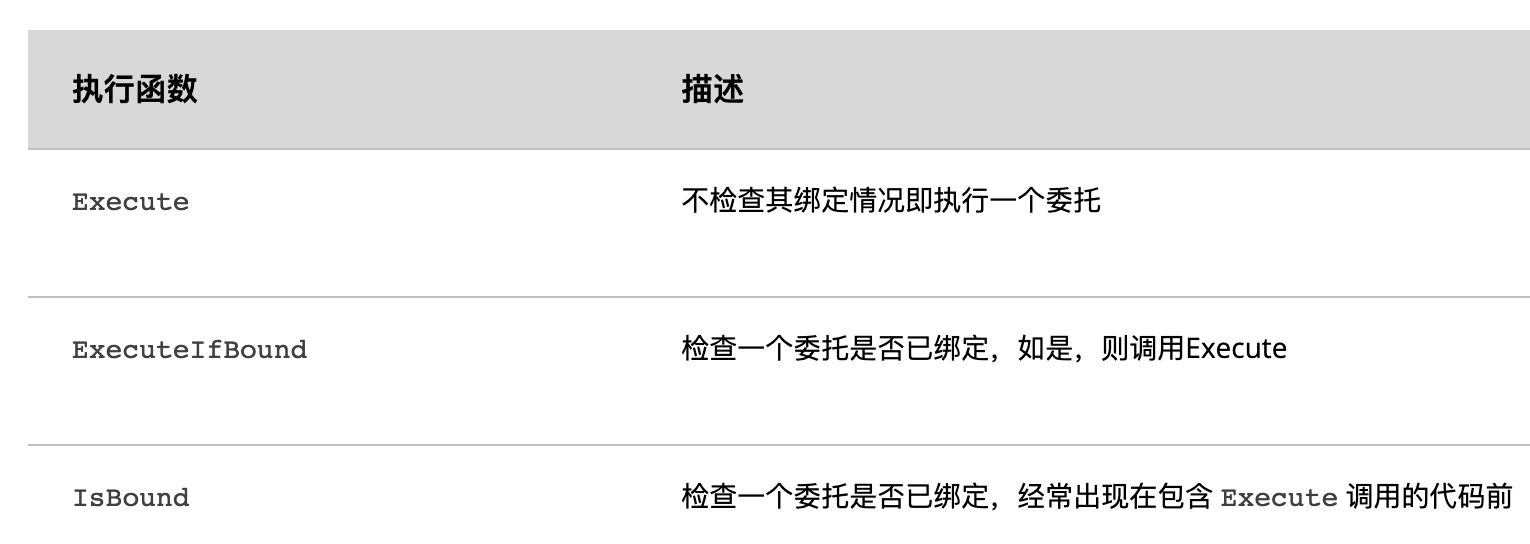 执行函数 描述
Execute 不检查其绑定情况即执行一个委托
ExecuteIfBound 检查一个委托是否已绑定，如是，则调用Execute
IsBound 检查一个委托是否已绑定，经常出现在包含 Execute 调用的代码前